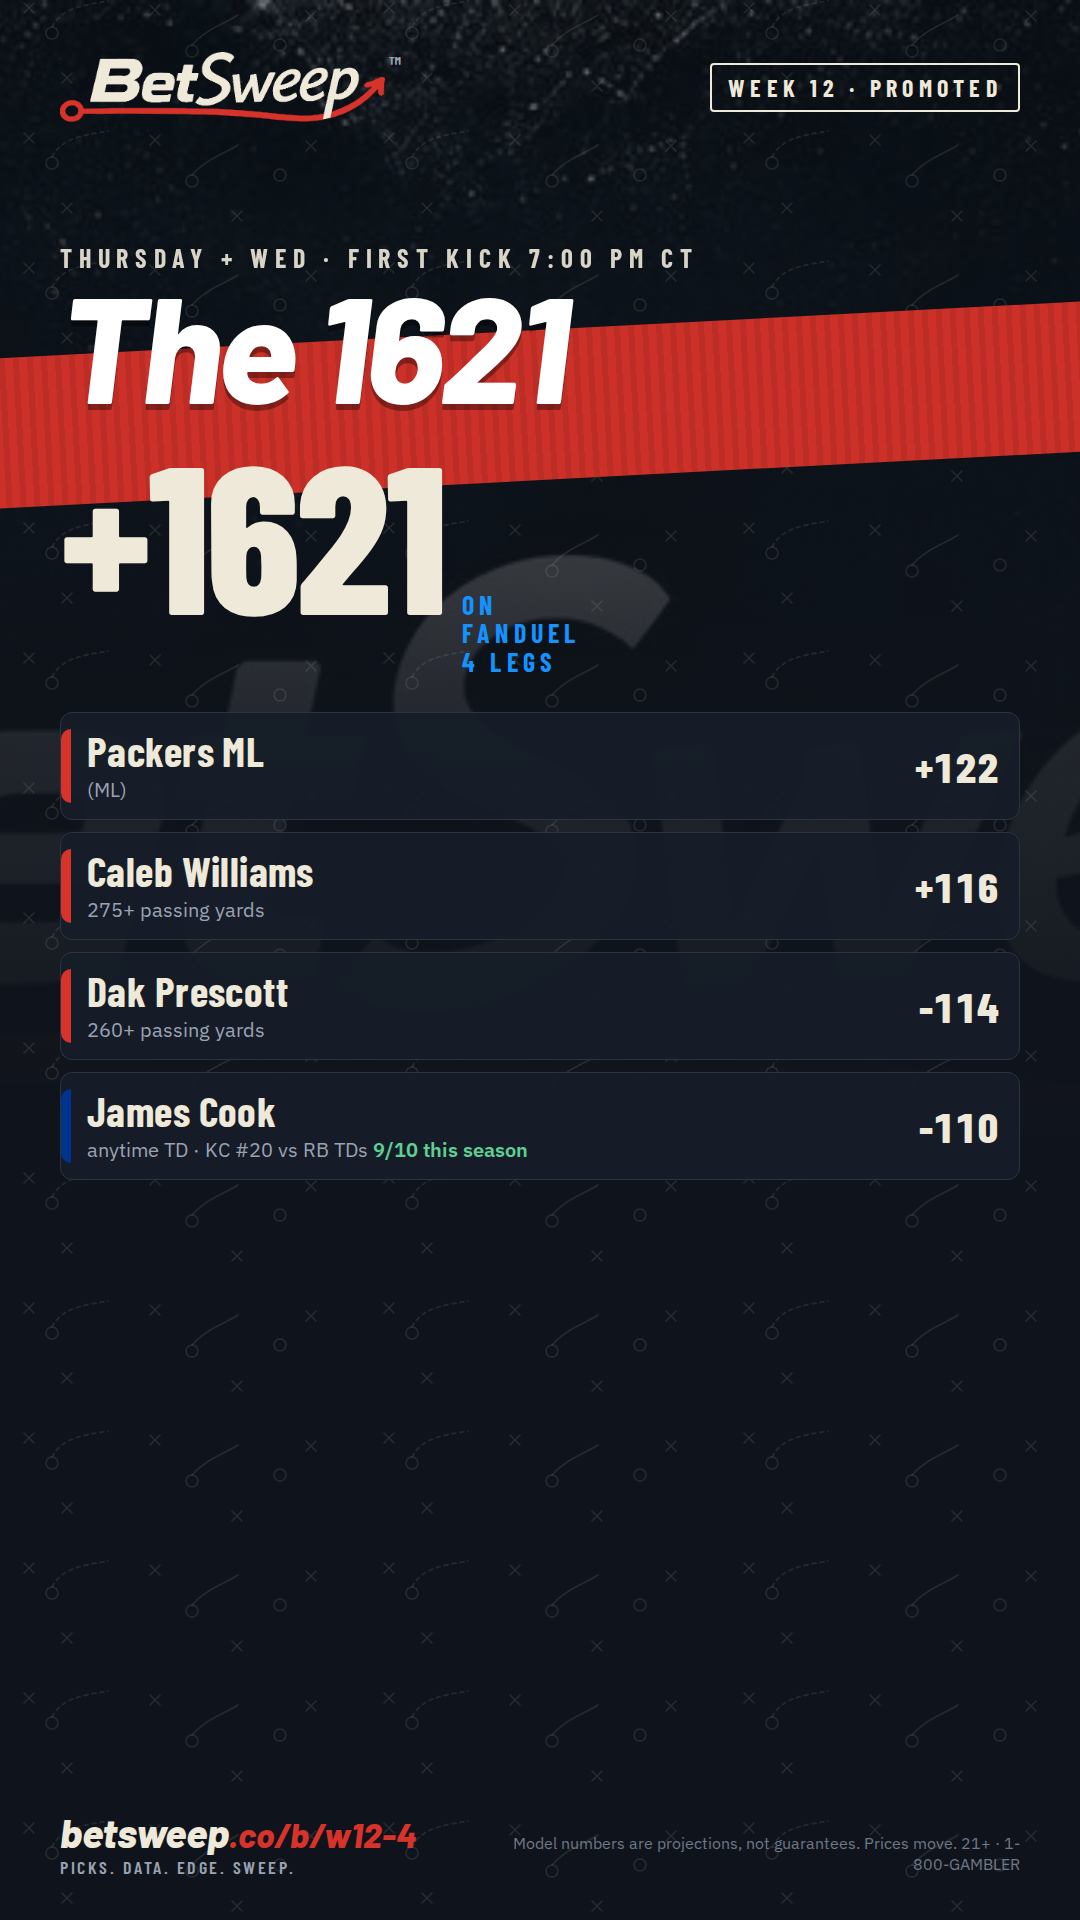 BetSweep™
WEEK 12 · PROMOTED
THURSDAY + WED · FIRST KICK 7:00 PM CT
The 1621
+1621
ON
FANDUEL
4 LEGS
Packers ML
+122
(ML)
Caleb Williams
+116
275+ passing yards
Dak Prescott
-114
260+ passing yards
James Cook
-110
anytime TD · KC #20 vs RB TDs 9/10 this season
betsweep.co/b/w12-4
PICKS. DATA. EDGE. SWEEP.
Model numbers are projections, not guarantees. Prices move. 21+ · 1-
800-GAMBLER